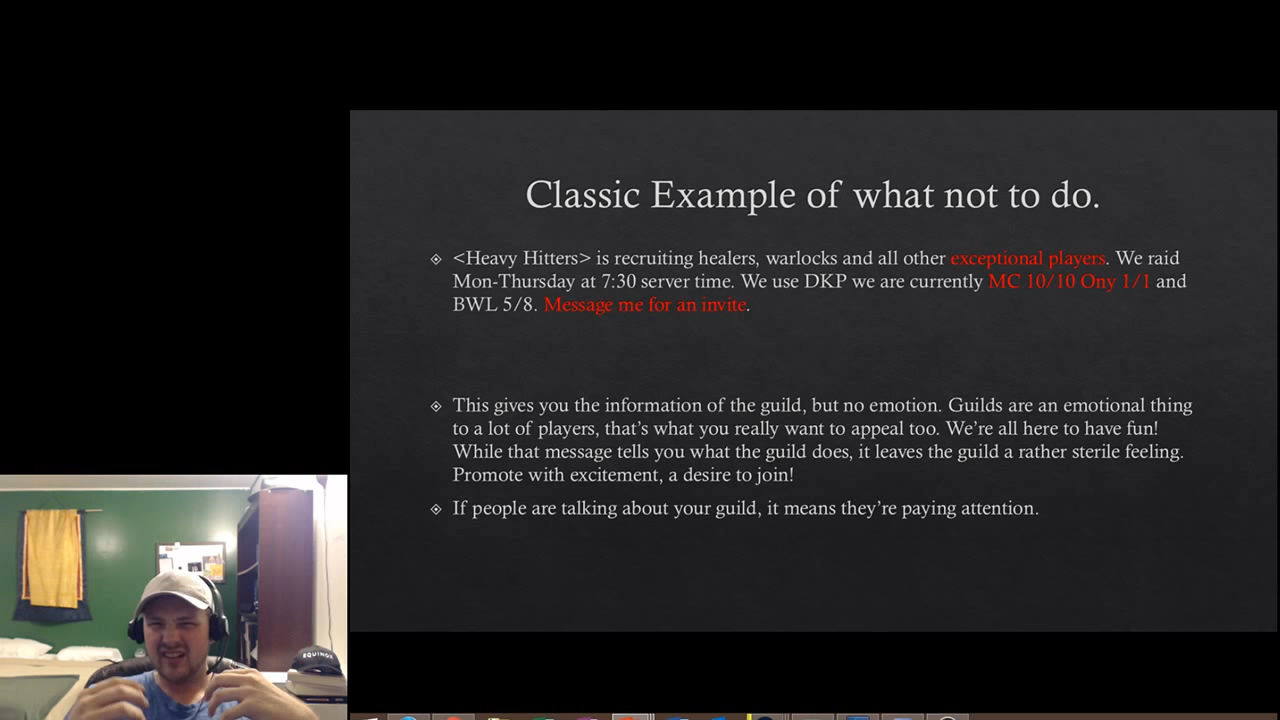 Classic Example of what not to do.
<Heavy Hitters> is recruiting healers, warlocks and all other exceptional players. We raid
Mon-Thursday at 7:30 server time. We use DKP we are currently MC 10/10 Ony 1/1 and
BWL 5/8. Message me for an invite.
This gives you the information of the guild, but no emotion. Guilds are an emotional thing
to a lot of players, that's what you really want to appeal too. We're all here to have fun!
While that message tells you what the guild does, it leaves the guild a rather sterile feeling.
Promote with excitement, a desire to join!
If people are talking about your guild, it means they're paying attention.
EQUINOX